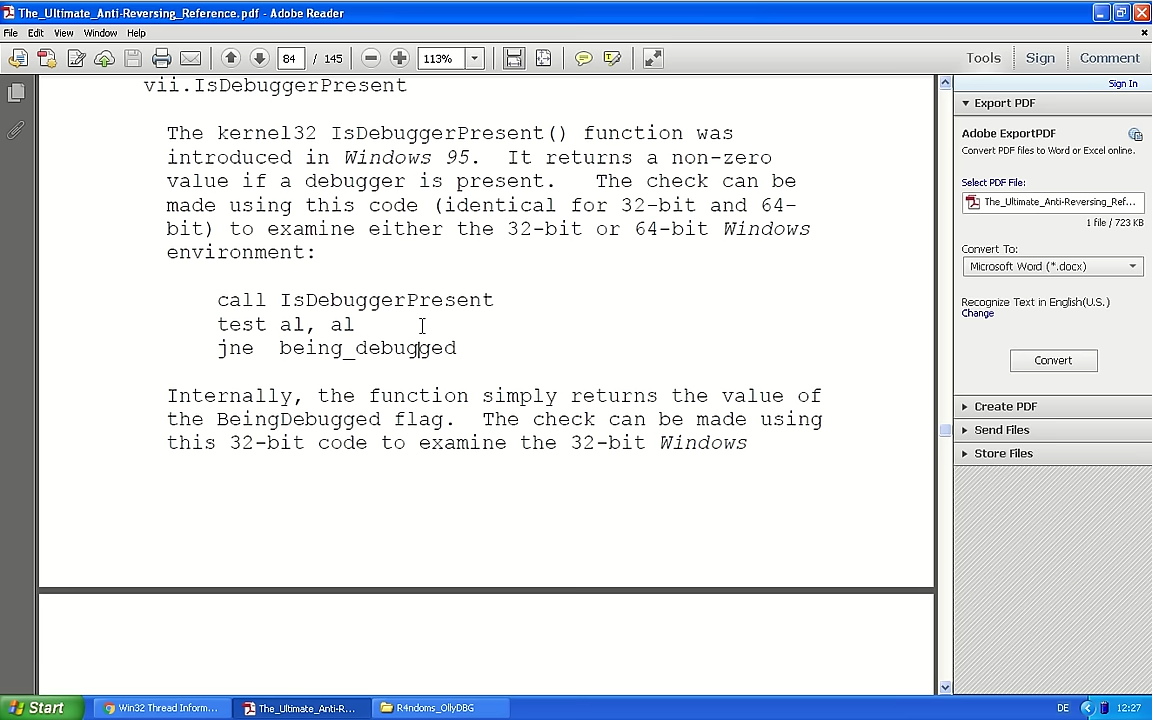 The_Ultimate_Anti-Reversing_Reference.pdf - Adobe Reader
File Edit View Window Help
84 / 145
113%
Tools Sign Comment
vii.IsDebuggerPresent
The kernel32 IsDebuggerPresent() function was
introduced in Windows 95. It returns a non-zero
value if a debugger is present. The check can be
made using this code (identical for 32-bit and 64-
bit) to examine either the 32-bit or 64-bit Windows
environment:
call IsDebuggerPresent
test al, al
jne being_debugged
Internally, the function simply returns the value of
the BeingDebugged flag. The check can be made using
this 32-bit code to examine the 32-bit Windows
Sign In
Export PDF
Adobe ExportPDF
Convert PDF files to Word or Excel online.
Select PDF File:
The_Ultimate_Anti-Reversing_Ref...
1 file / 723 KB
Convert To:
Microsoft Word (*.docx)
Recognize Text in English(U.S.)
Change
Convert
Create PDF
Send Files
Store Files
Start
Win32 Thread Inform...
The_Ultimate_Anti-R...
R4ndoms_OllyDBG
DE
12:27